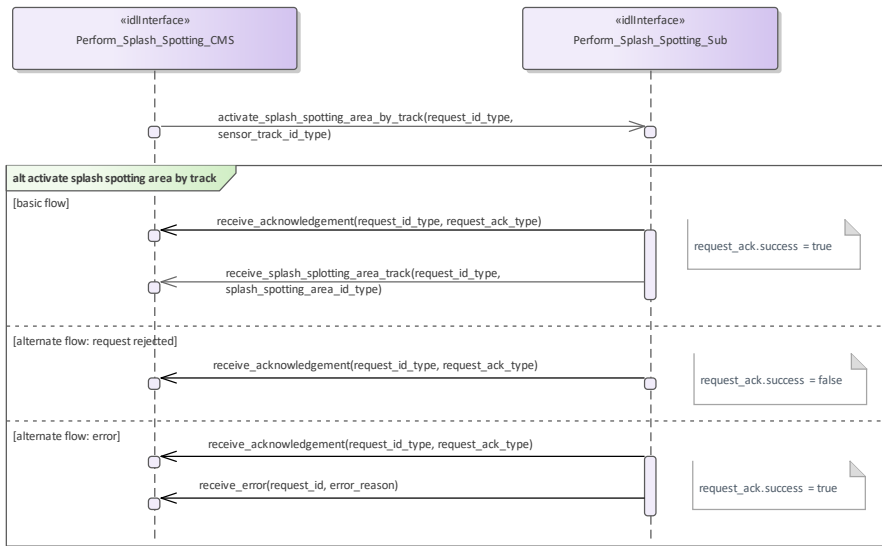 «idlInterface»
Perform_Splash_Spotting_CMS
«idlInterface»
Perform_Splash_Spotting_Sub
activate_splash_spotting_area_by_track(request_id_type,
sensor_track_id_type)
alt activate splash spotting area by track
[basic flow]
receive_acknowledgement(request_id_type, request_ack_type)
request_ack.success = true
receive_splash_splotting_area_track(request_id_type,
splash_spotting_area_id_type)
[alternate flow: request rejected]
receive_acknowledgement(request_id_type, request_ack_type)
request_ack.success = false
[alternate flow: error]
receive_acknowledgement(request_id_type, request_ack_type)
receive_error(request_id, error_reason)
request_ack.success = true